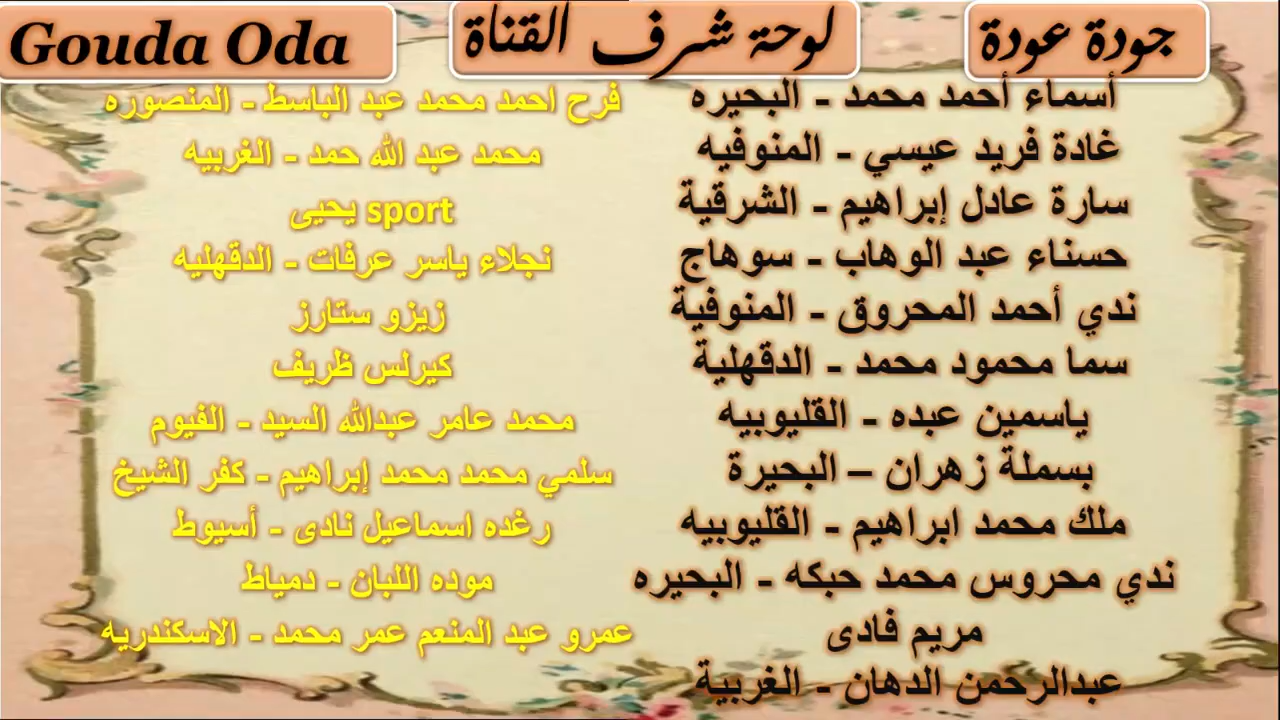 جودة عودة
لوحة شرف القناة
Gouda Oda
أسماء أحمد محمد - البحيره
غادة فريد عيسي - المنوفيه
سارة عادل إبراهيم - الشرقية
حسناء عبد الوهاب - سوهاج
ندي أحمد المحروق - المنوفية
سما محمود محمد - الدقهلية
ياسمين عبده - القليوبيه
بسملة زهران – البحيرة
ملك محمد ابراهيم - القليوبيه
ندي محروس محمد حبكه - البحيره
مريم فادى
عبدالرحمن الدهان - الغربية
فرح احمد محمد عبد الباسط - المنصوره
محمد عبد الله حمد - الغربيه
يحيى sport
نجلاء ياسر عرفات - الدقهليه
زيزو ستارز
كيرلس ظريف
محمد عامر عبدالله السيد - الفيوم
سلمي محمد محمد إبراهيم - كفر الشيخ
رغده اسماعيل نادى - أسيوط
موده اللبان - دمياط
عمرو عبد المنعم عمر محمد - الاسكندريه